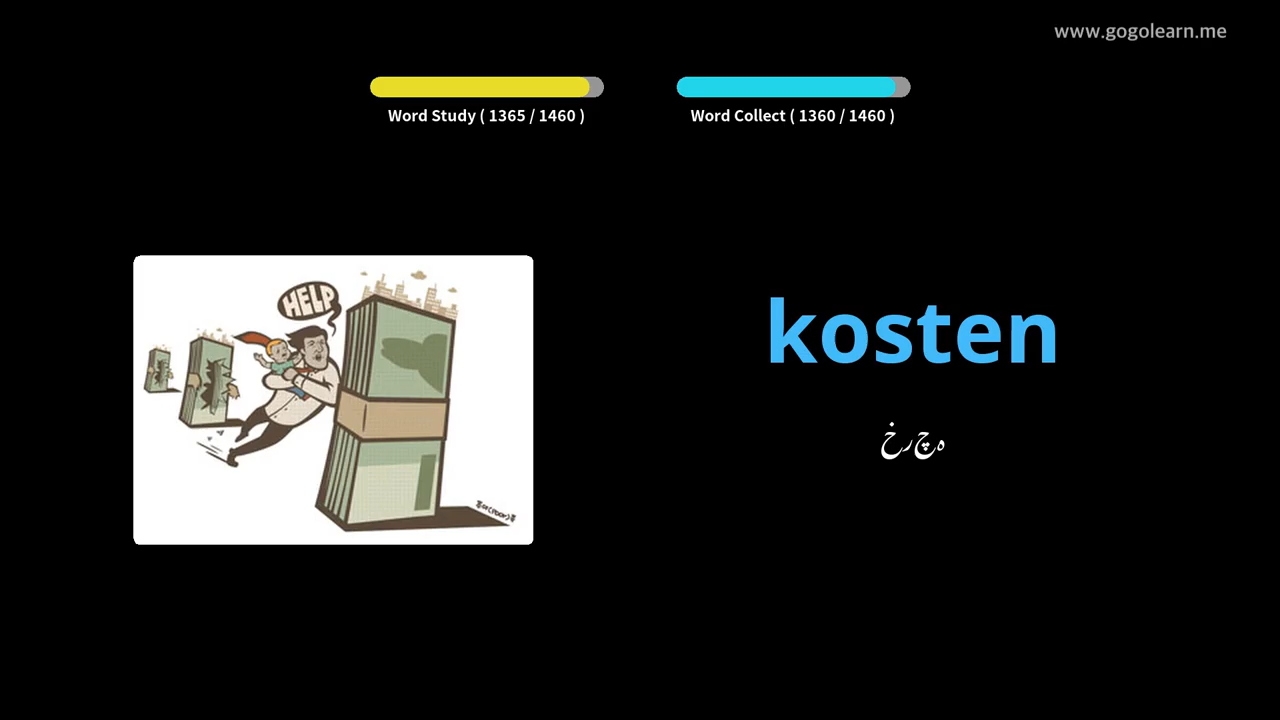 www.gogolearn.me
Word Study ( 1365 / 1460 )
Word Collect ( 1360 / 1460 )
HELP
kosten
خرچہ